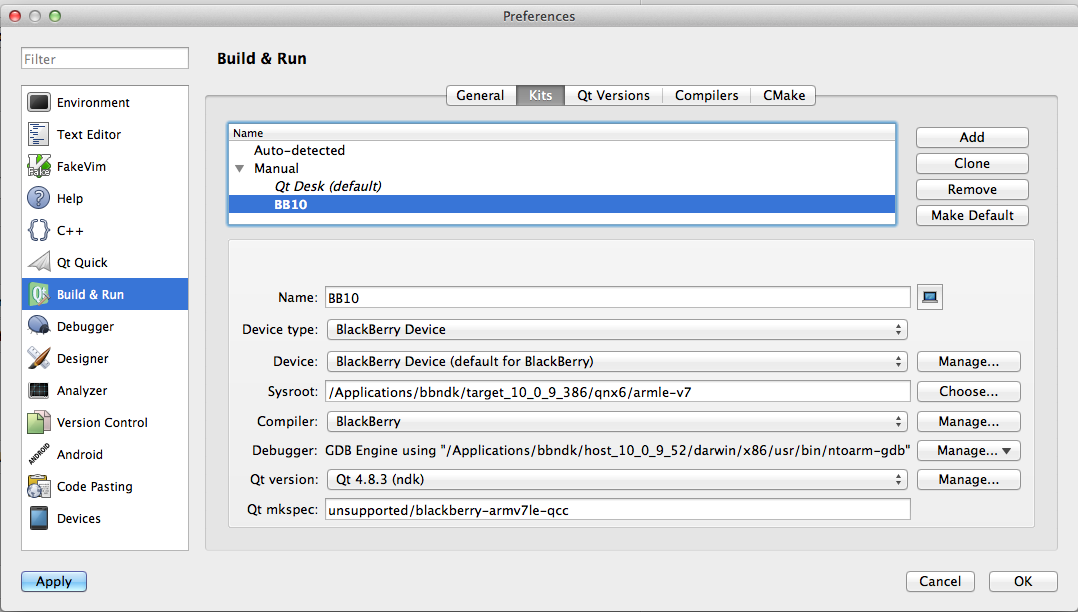 Preferences
Filter
Environment
Text Editor
FakeVim
Help
C++
Qt Quick
Build & Run
Debugger
Designer
Analyzer
Version Control
Android
Code Pasting
Devices
Build & Run
General Kits Qt Versions Compilers CMake
Name
Auto-detected
Manual
Qt Desk (default)
BB10
Add
Clone
Remove
Make Default
Name: BB10
Device type: BlackBerry Device
Device: BlackBerry Device (default for BlackBerry) Manage...
Sysroot: /Applications/bbndk/target_10_0_9_386/qnx6/armle-v7 Choose...
Compiler: BlackBerry Manage...
Debugger: GDB Engine using "/Applications/bbndk/host_10_0_9_52/darwin/x86/usr/bin/ntoarm-gdb" Manage...
Qt version: Qt 4.8.3 (ndk) Manage...
Qt mkspec: unsupported/blackberry-armv7le-qcc
Apply Cancel OK